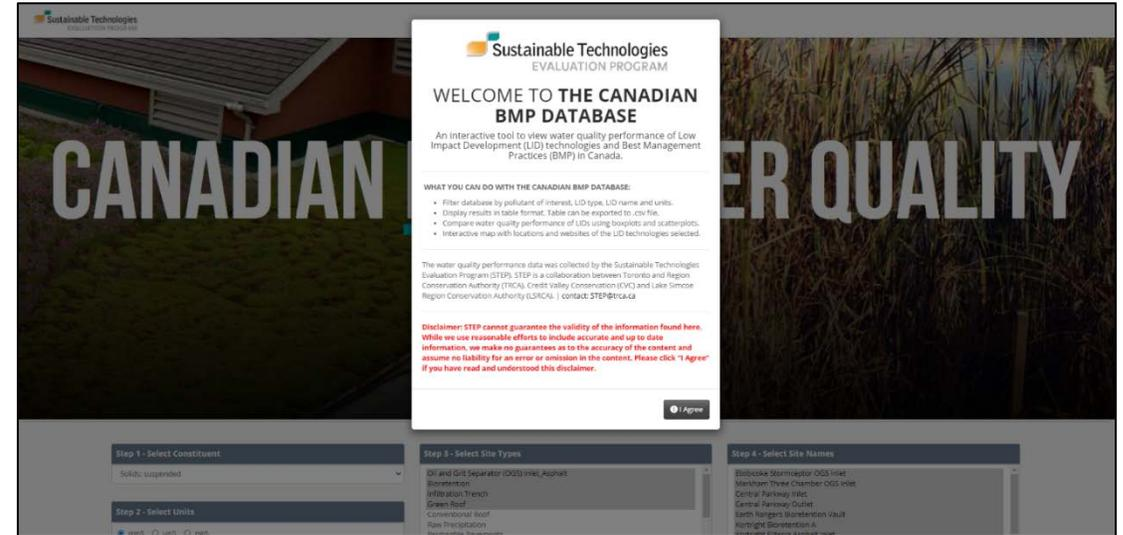 Sustainable Technologies
EVALUATION PROGRAM
CANADIAN
ER QUALITY
Sustainable Technologies
EVALUATION PROGRAM
WELCOME TO THE CANADIAN
BMP DATABASE
An interactive tool to view water quality performance of Low
Impact Development (LID) technologies and Best Management
Practices (BMP) in Canada.
WHAT YOU CAN DO WITH THE CANADIAN BMP DATABASE:
• Filter database by pollutant of interest, LID type, LID name and units.
• Display results in table format. Table can be exported to .csv file.
• Compare water quality performance of LIDs using boxplots and scatterplots.
• Interactive map with locations and websites of the LID technologies selected.
The water quality performance data was collected by the Sustainable Technologies
Evaluation Program (STEP). STEP is a collaboration between Toronto and Region
Conservation Authority (TRCA), Credit Valley Conservation (CVC) and Lake Simcoe
Region Conservation Authority (LSRCA). | contact: STEP@trca.ca
Disclaimer: STEP cannot guarantee the validity of the information found here.
While we use reasonable efforts to include accurate and up to date
information, we make no guarantees as to the accuracy of the content and
assume no liability for an error or omission in the content. Please click "I Agree"
if you have read and understood this disclaimer.
I Agree
Step 1 - Select Constituent
Solids: suspended
Step 2 - Select Units
Step 3 - Select Site Types
Oil and Grit Separator (OGS) Inlet_Asphalt
Bioretention
Infiltration Trench
Green Roof
Conventional Roof
Raw Precipitation
Step 4 - Select Site Names
Etobicoke Stormceptor OGS Inlet
Markham Three Chamber OGS Inlet
Central Parkway Inlet
Central Parkway Outlet
Earth Rangers Bioretention Vault
Kortright Bioretention A